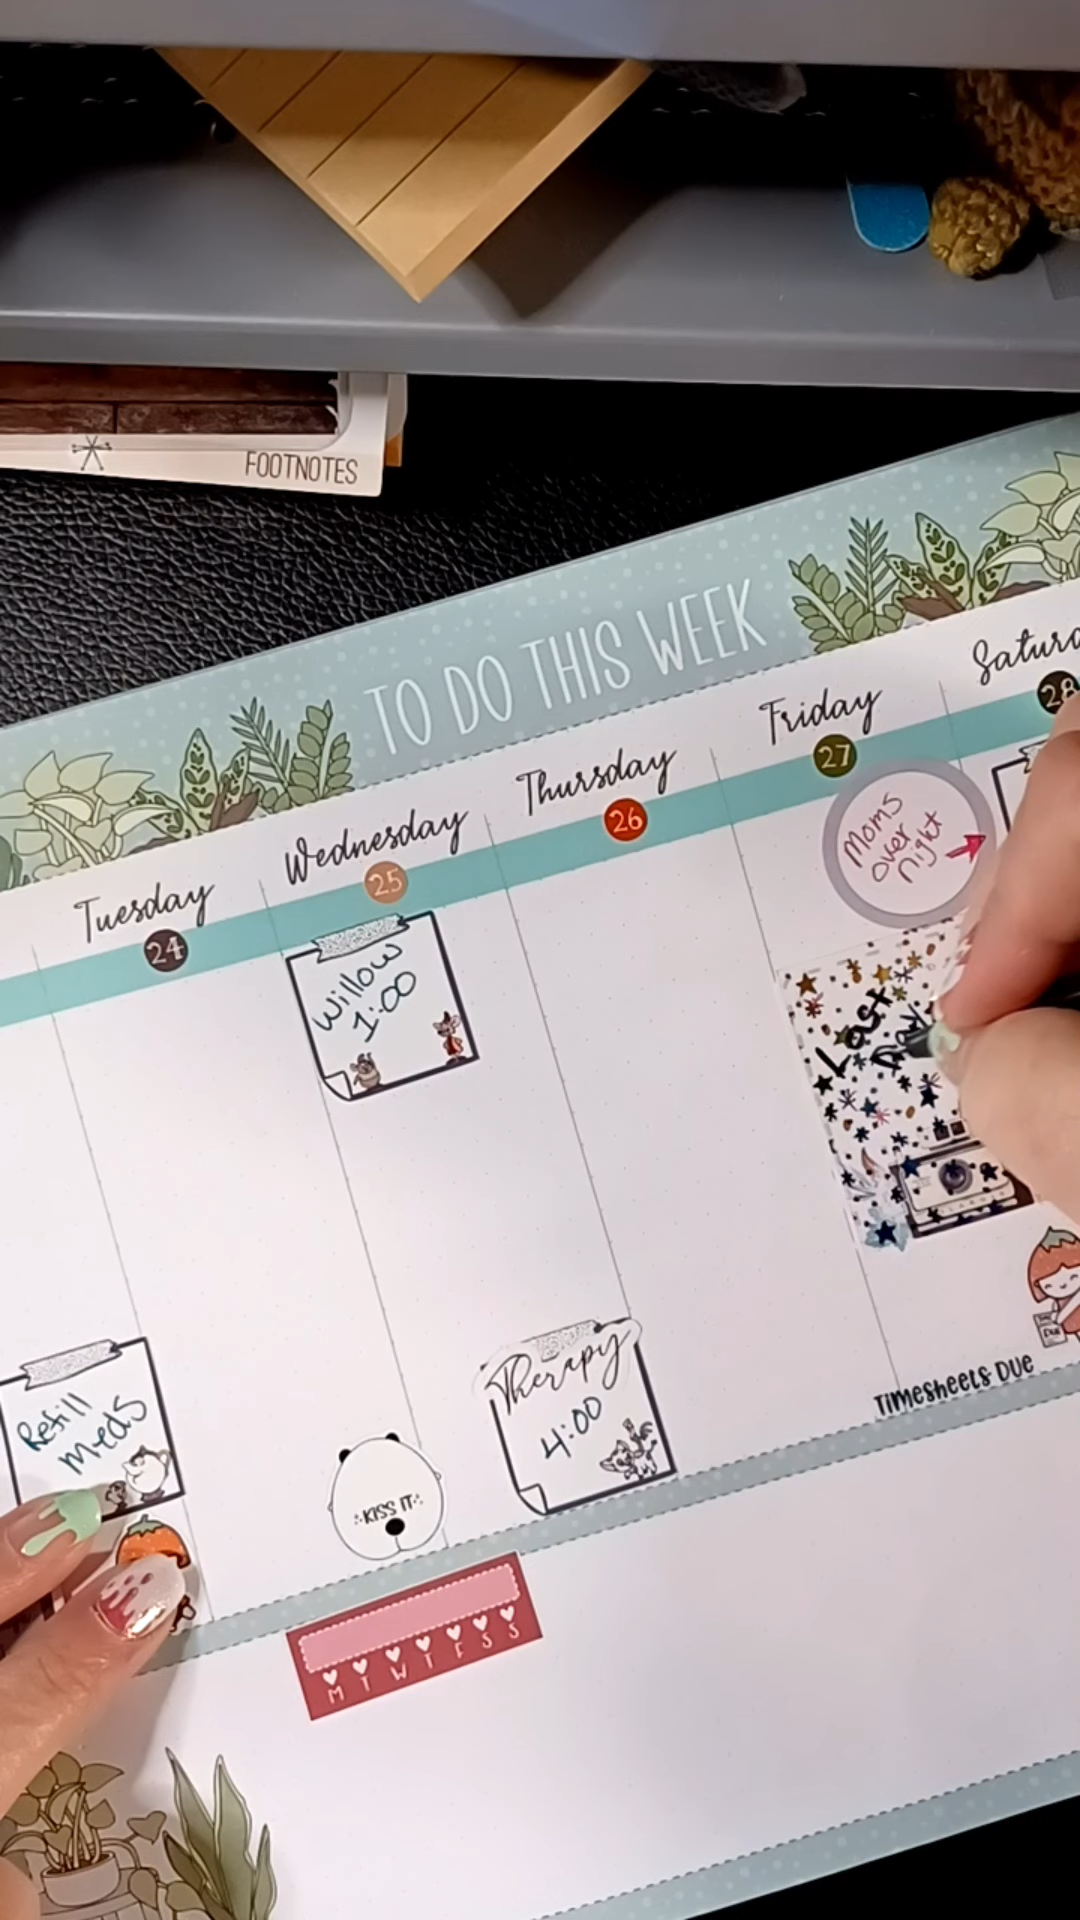 FOOTNOTES
TO DO THIS WEEK
Tuesday
24
Wednesday
25
Thursday
26
Friday
27
28
Willow
1:00
Moms
over
night
Last
Day
Refill
meds
Therapy
4:00
KISS IT
TIMESHEETS DUE
M T W T F S S